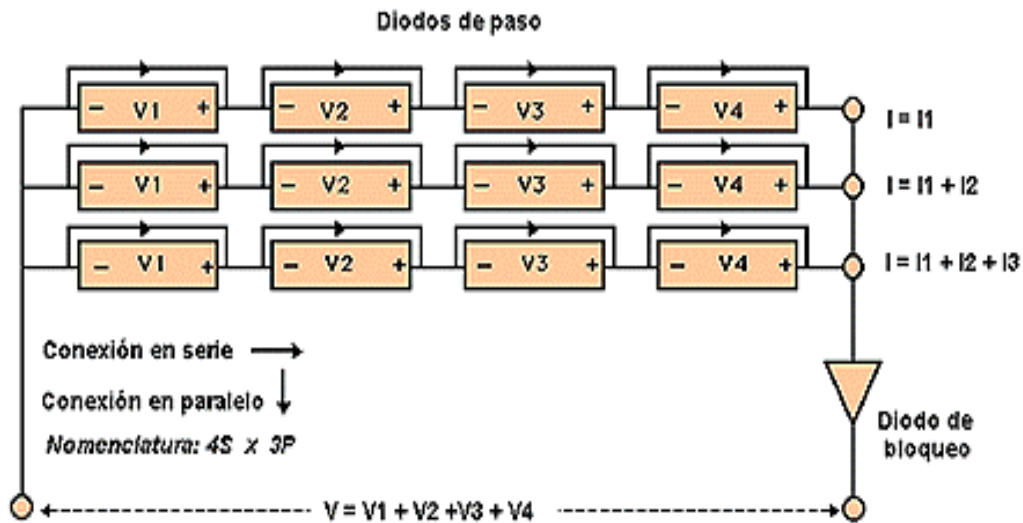 Diodos de paso
- V1 + - V2 + - V3 + - V4 +
I = I1
- V1 + - V2 + - V3 + - V4 +
I = I1 + I2
- V1 + - V2 + - V3 + - V4 +
I = I1 + I2 + I3
Conexión en serie
Conexión en paralelo
Nomenclatura: 4S x 3P
Diodo de
bloqueo
V = V1 + V2 +V3 + V4